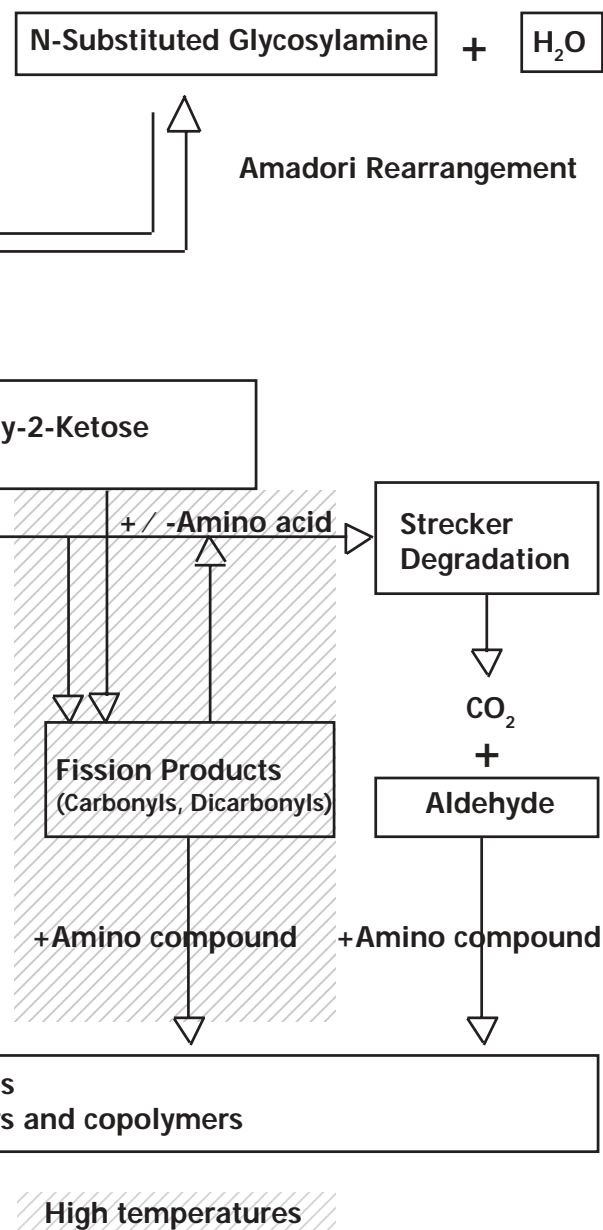 N-Substituted Glycosylamine + H₂O
Amadori Rearrangement
y-2-Ketose
+ / -Amino acid
Strecker
Degradation
CO₂
+
Fission Products
(Carbonyls, Dicarbonyls)
Aldehyde
+Amino compound
+Amino compound
s
rs and copolymers
High temperatures